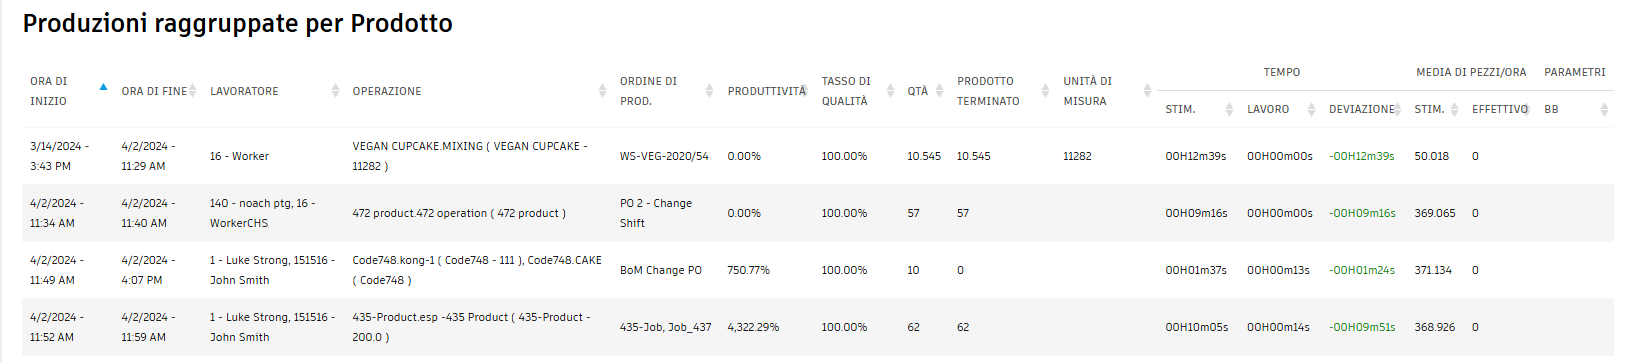 Produzioni raggruppate per Prodotto
ORA DI INIZIO ORA DI FINE LAVORATORE OPERAZIONE ORDINE DI PROD. PRODUTTIVITÀ TASSO DI QUALITÀ QTÀ PRODOTTO TERMINATO UNITÀ DI MISURA TEMPO MEDIA DI PEZZI/ORA PARAMETRI
STIM. LAVORO DEVIAZIONE STIM. EFFETTIVO BB
3/14/2024 - 3:43 PM 4/2/2024 - 11:29 AM 16 - Worker VEGAN CUPCAKE.MIXING ( VEGAN CUPCAKE - 11282 ) WS-VEG-2020/54 0.00% 100.00% 10.545 10.545 11282 00H12m39s 00H00m00s -00H12m39s 50.018 0
4/2/2024 - 11:34 AM 4/2/2024 - 11:40 AM 140 - noach ptg, 16 - WorkerCHS 472 product.472 operation ( 472 product ) PO 2 - Change Shift 0.00% 100.00% 57 57 00H09m16s 00H00m00s -00H09m16s 369.065 0
4/2/2024 - 11:49 AM 4/2/2024 - 4:07 PM 1 - Luke Strong, 151516 - John Smith Code748.kong-1 ( Code748 - 111 ), Code748.CAKE ( Code748 ) BoM Change PO 750.77% 100.00% 10 0 00H01m37s 00H00m13s -00H01m24s 371.134 0
4/2/2024 - 11:52 AM 4/2/2024 - 11:59 AM 1 - Luke Strong, 151516 - John Smith 435-Product.esp -435 Product ( 435-Product - 200.0 ) 435-Job, Job_437 4,322.29% 100.00% 62 62 00H10m05s 00H00m14s -00H09m51s 368.926 0